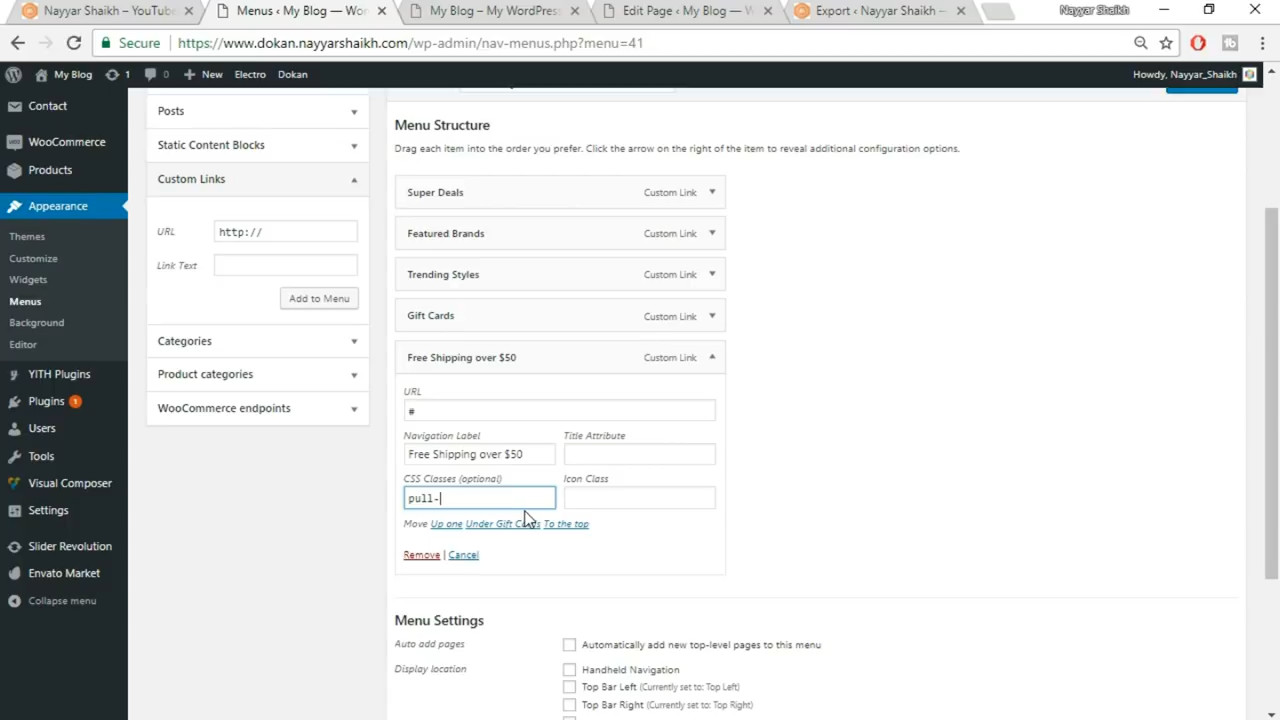 Nayyar Shaikh – YouTube
Menus ‹ My Blog — Wor
My Blog – My WordPress
Edit Page ‹ My Blog — W
Export ‹ Nayyar Shaikh —
Nayyar Shaikh
Secure
https://www.dokan.nayyarshaikh.com/wp-admin/nav-menus.php?menu=41
My Blog
1
0
New
Electro
Dokan
Howdy, Nayyar_Shaikh
Contact
WooCommerce
Products
Appearance
Themes
Customize
Widgets
Menus
Background
Editor
YITH Plugins
Plugins 1
Users
Tools
Visual Composer
Settings
Slider Revolution
Envato Market
Collapse menu
Posts
Static Content Blocks
Custom Links
URL
http://
Link Text
Add to Menu
Categories
Product categories
WooCommerce endpoints
Menu Structure
Drag each item into the order you prefer. Click the arrow on the right of the item to reveal additional configuration options.
Super Deals Custom Link
Featured Brands Custom Link
Trending Styles Custom Link
Gift Cards Custom Link
Free Shipping over $50 Custom Link
URL
#
Navigation Label Title Attribute
Free Shipping over $50
CSS Classes (optional) Icon Class
pull-
Move Up one Under Gift Cards To the top
Remove | Cancel
Menu Settings
Auto add pages Automatically add new top-level pages to this menu
Display location Handheld Navigation
Top Bar Left (Currently set to: Top Left)
Top Bar Right (Currently set to: Top Right)